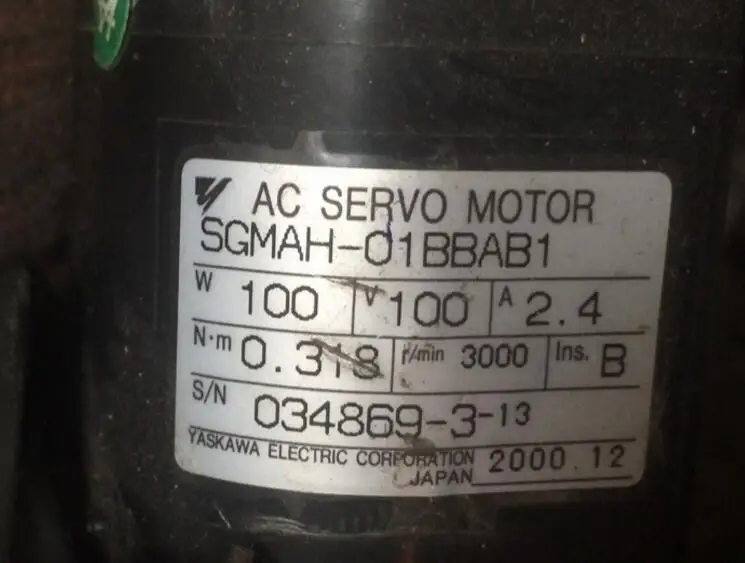 AC SERVO MOTOR
SGMAH-01BBAB1
W 100 V 100 A 2.4
N·m 0.318 r/min 3000 Ins. B
S/N 034869-3-13
YASKAWA ELECTRIC CORPORATION 2000.12
JAPAN